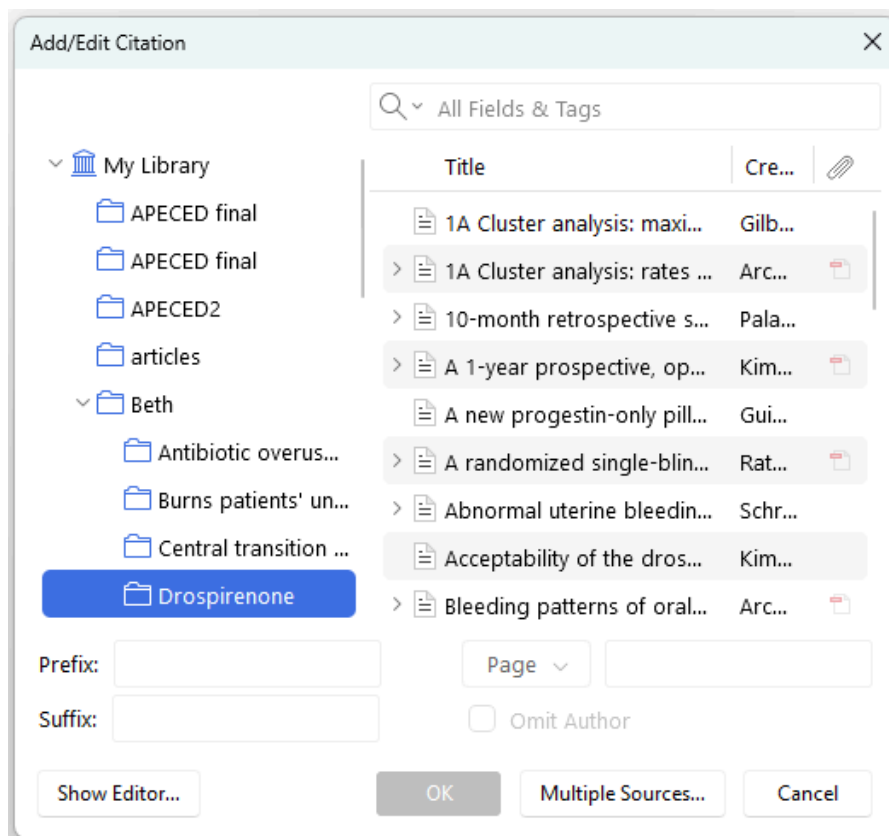 Add/Edit Citation
All Fields & Tags
My Library
APECED final
APECED final
APECED2
articles
Beth
Antibiotic overus...
Burns patients' un...
Central transition ...
Drospirenone
Title Cre...
1A Cluster analysis: maxi... Gilb...
1A Cluster analysis: rates ... Arc...
10-month retrospective s... Pala...
A 1-year prospective, op... Kim...
A new progestin-only pill... Gui...
A randomized single-blin... Rat...
Abnormal uterine bleedin... Schr...
Acceptability of the dros... Kim...
Bleeding patterns of oral... Arc...
Prefix: Page
Suffix: Omit Author
Show Editor... OK Multiple Sources... Cancel